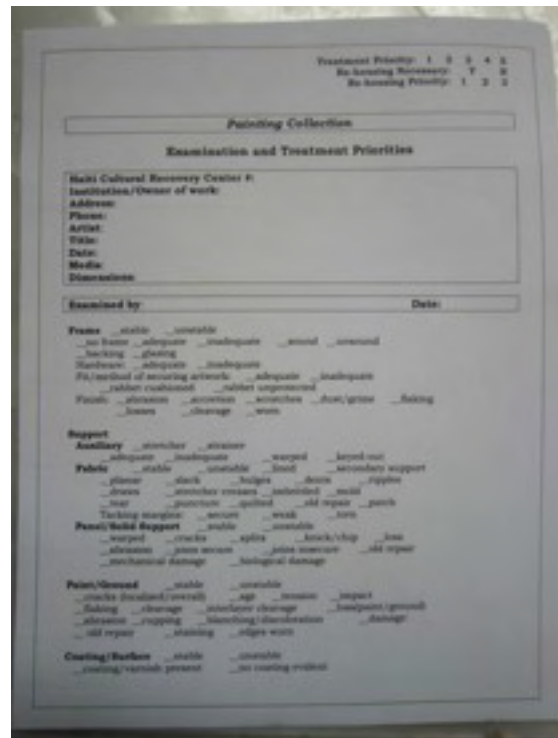 Treatment Priority: 1 2 3 4 5
Re-housing Necessary: Y N
Re-housing Priority: 1 2 3
Painting Collection
Examination and Treatment Priorities
Haiti Cultural Recovery Center #:
Institution/Owner of work:
Address:
Phone:
Artist:
Title:
Date:
Media:
Dimensions:
Examined by: Date:
Frame __stable __unstable
__no frame __adequate __inadequate __sound __unsound
__backing __glazing
Hardware: __adequate __inadequate
Fit/method of securing artwork: __adequate __inadequate
__rabbet cushioned __rabbet unprotected
Finish: __abrasion __accretion __scratches __dust/grime __flaking
__losses __cleavage __worn
Support
Auxiliary __stretcher __strainer
__adequate __inadequate __warped __keyed out
Fabric __stable __unstable __lined __secondary support
__planar __slack __bulges __dents __ripples
__draws __stretcher creases __embrittled __mold
__tear __puncture __quilted __old repair __patch
Tacking margins: __secure __weak __torn
Panel/Solid Support __stable __unstable
__warped __cracks __splits __knock/chip __loss
__abrasion __joins secure __joins insecure __old repair
__mechanical damage __biological damage
Paint/Ground __stable __unstable
__cracks (localized/overall) __age __tension __impact
__flaking __cleavage __interlayer cleavage __loss(paint/ground)
__abrasion __cupping __blanching/discoloration __damage
__old repair __staining __edges worn
Coating/Surface __stable __unstable
__coating/varnish present __no coating evident